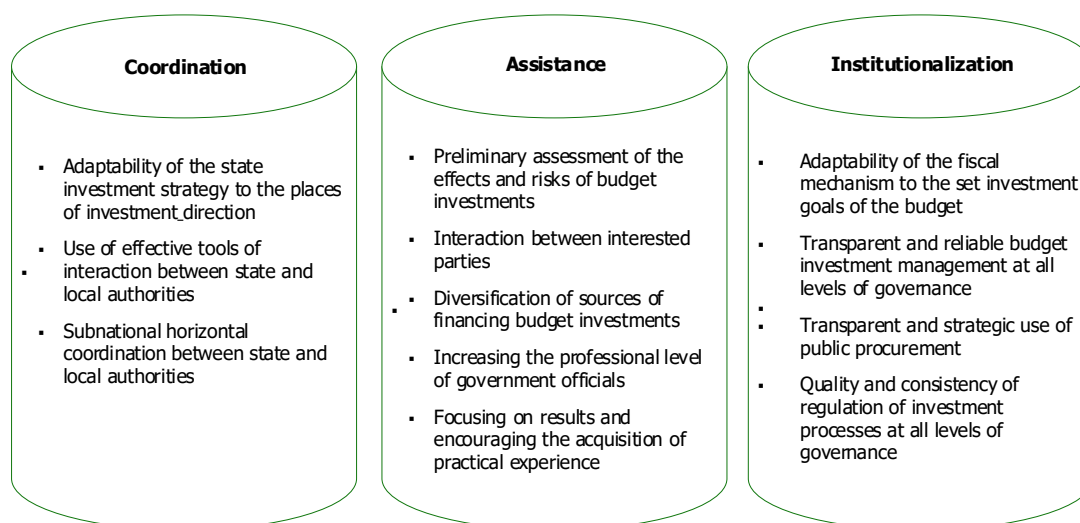 Coordination
▪ Adaptability of the state
investment strategy to the places
of investment_direction
▪ Use of effective tools of
▪ interaction between state and
local authorities
▪ Subnational horizontal
coordination between state and
local authorities
Assistance
▪ Preliminary assessment of the
effects and risks of budget
investments
▪ Interaction between interested
parties
▪ Diversification of sources of
▪ financing budget investments
▪ Increasing the professional level
of government officials
▪ Focusing on results and
encouraging the acquisition of
practical experience
Institutionalization
▪ Adaptability of the fiscal
mechanism to the set investment
goals of the budget
▪ Transparent and reliable budget
investment management at all
levels of governance
▪
▪ Transparent and strategic use of
public procurement
▪ Quality and consistency of
regulation of investment
processes at all levels of
governance